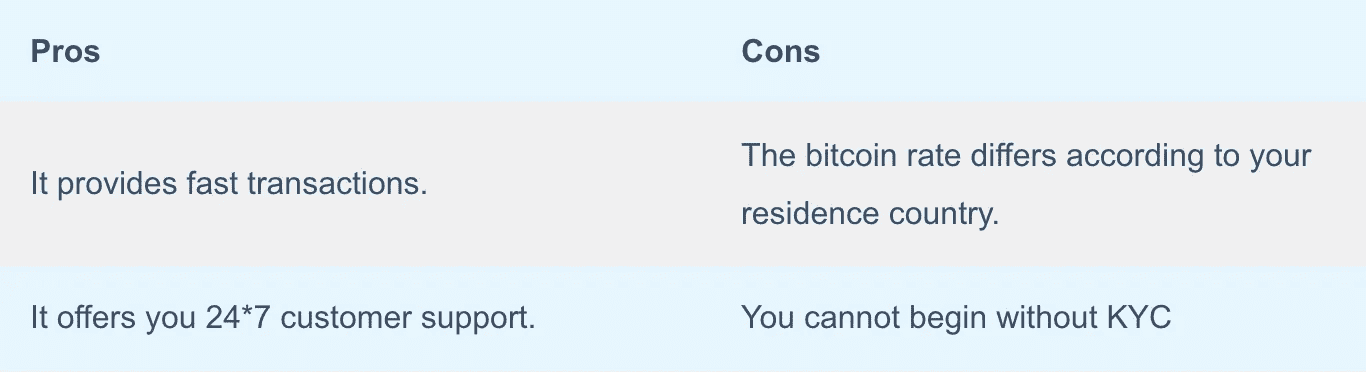 Pros
Cons
It provides fast transactions.
The bitcoin rate differs according to your
residence country.
It offers you 24*7 customer support.
You cannot begin without KYC